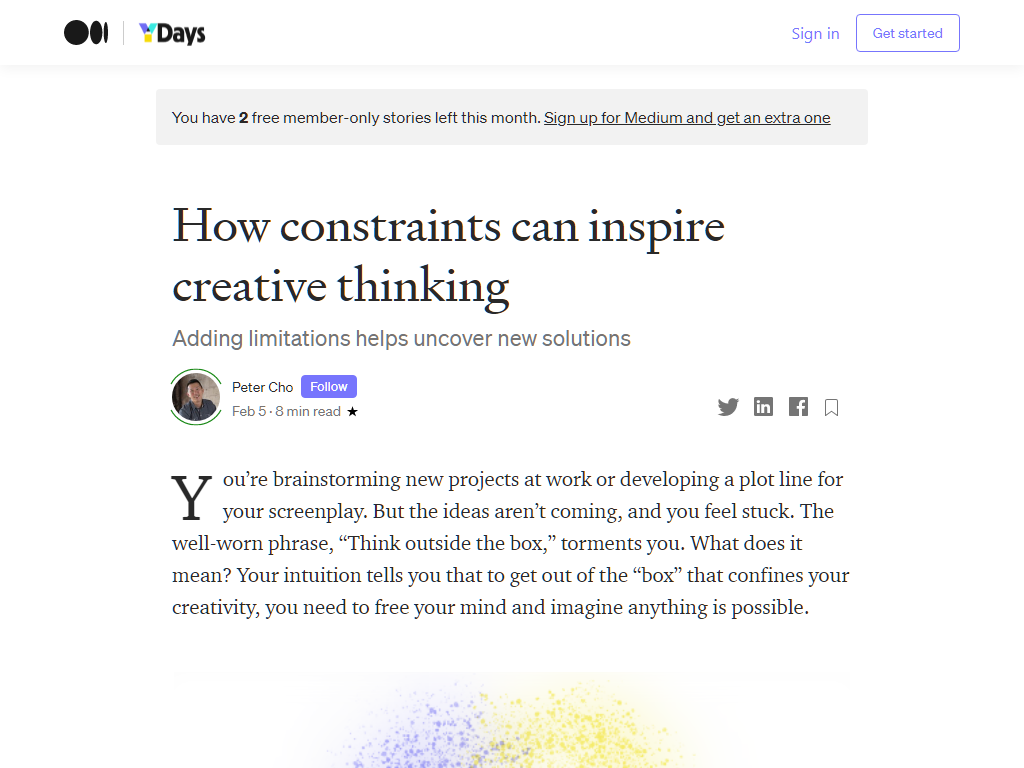 YDays
Sign in
Get started
You have 2 free member-only stories left this month. Sign up for Medium and get an extra one
How constraints can inspire
creative thinking
Adding limitations helps uncover new solutions
Peter Cho
Follow
Feb 5 · 8 min read ★
You’re brainstorming new projects at work or developing a plot line for
your screenplay. But the ideas aren’t coming, and you feel stuck. The
well-worn phrase, “Think outside the box,” torments you. What does it
mean? Your intuition tells you that to get out of the “box” that confines your
creativity, you need to free your mind and imagine anything is possible.